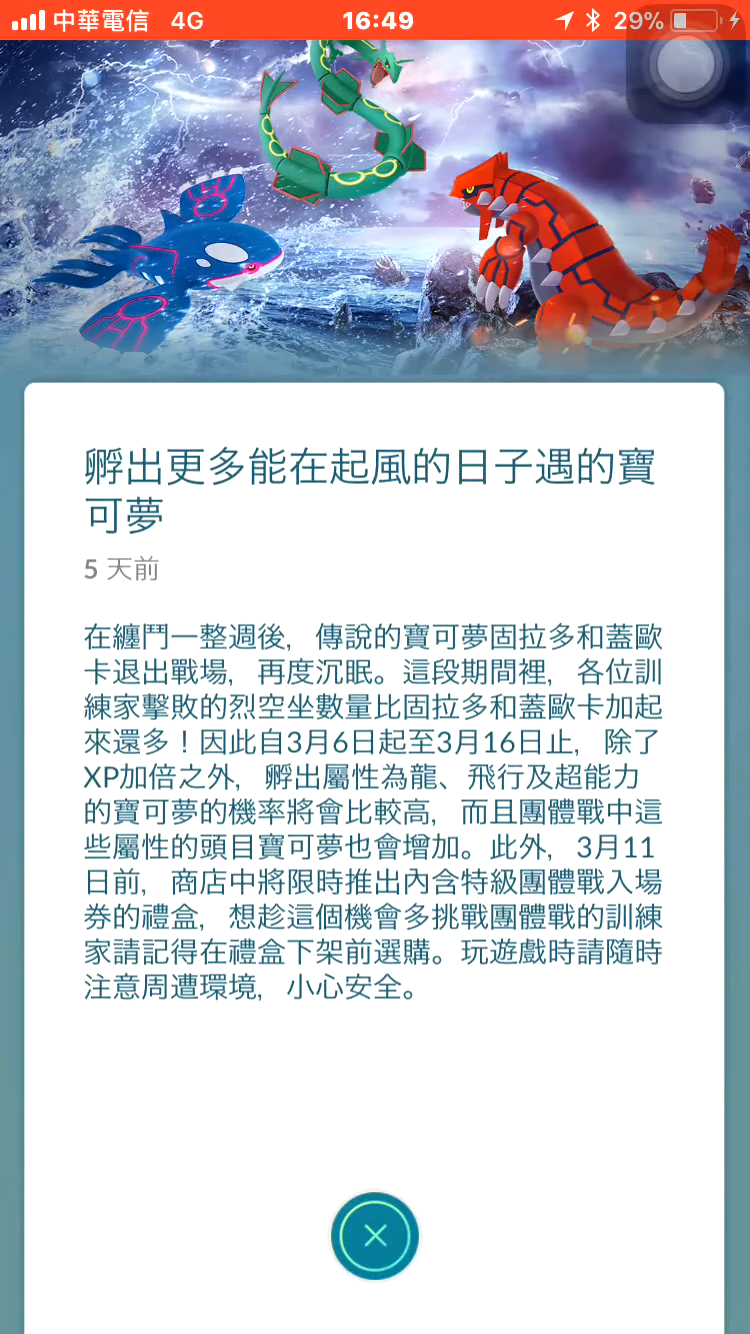 中華電信 4G 16:49 29%
孵出更多能在起風的日子遇的寶
可夢
5 天前
在纏鬥一整週後，傳說的寶可夢固拉多和蓋歐
卡退出戰場，再度沉眠。這段期間裡，各位訓
練家擊敗的烈空坐數量比固拉多和蓋歐卡加起
來還多！因此自3月6日起至3月16日止，除了
XP加倍之外，孵出屬性為龍、飛行及超能力
的寶可夢的機率將會比較高，而且團體戰中這
些屬性的頭目寶可夢也會增加。此外，3月11
日前，商店中將限時推出內含特級團體戰入場
券的禮盒，想趁這個機會多挑戰團體戰的訓練
家請記得在禮盒下架前選購。玩遊戲時請隨時
注意周遭環境，小心安全。